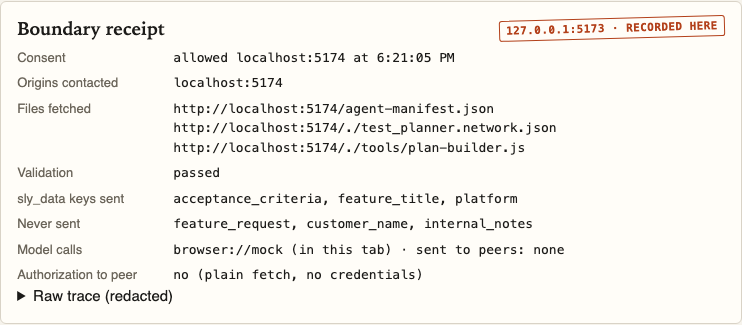 Boundary receipt
127.0.0.1:5173 · RECORDED HERE
Consent allowed localhost:5174 at 6:21:05 PM
Origins contacted localhost:5174
Files fetched http://localhost:5174/agent-manifest.json
http://localhost:5174/./test_planner.network.json
http://localhost:5174/./tools/plan-builder.js
Validation passed
sly_data keys sent acceptance_criteria, feature_title, platform
Never sent feature_request, customer_name, internal_notes
Model calls browser://mock (in this tab) · sent to peers: none
Authorization to peer no (plain fetch, no credentials)
▶ Raw trace (redacted)